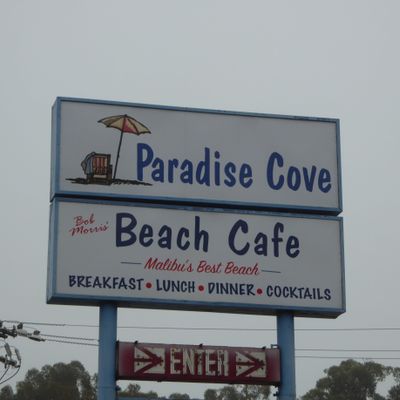 Paradise Cove
Bob Morris'
Beach Cafe
Malibu's Best Beach
BREAKFAST • LUNCH • DINNER • COCKTAILS
ENTER